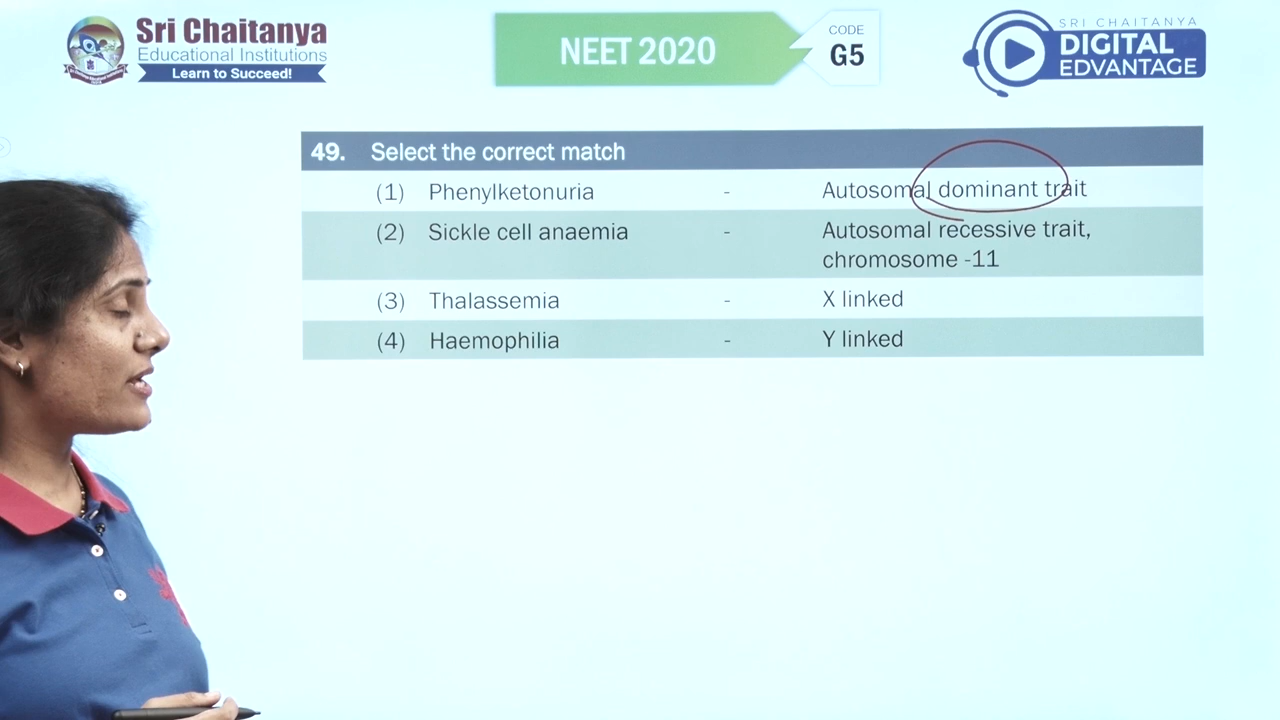 Sri Chaitanya
Educational Institutions
Learn to Succeed!
NEET 2020
CODE
G5
SRI CHAITANYA
DIGITAL
EDVANTAGE
49. Select the correct match
(1) Phenylketonuria - Autosomal dominant trait
(2) Sickle cell anaemia - Autosomal recessive trait,
chromosome -11
(3) Thalassemia - X linked
(4) Haemophilia - Y linked